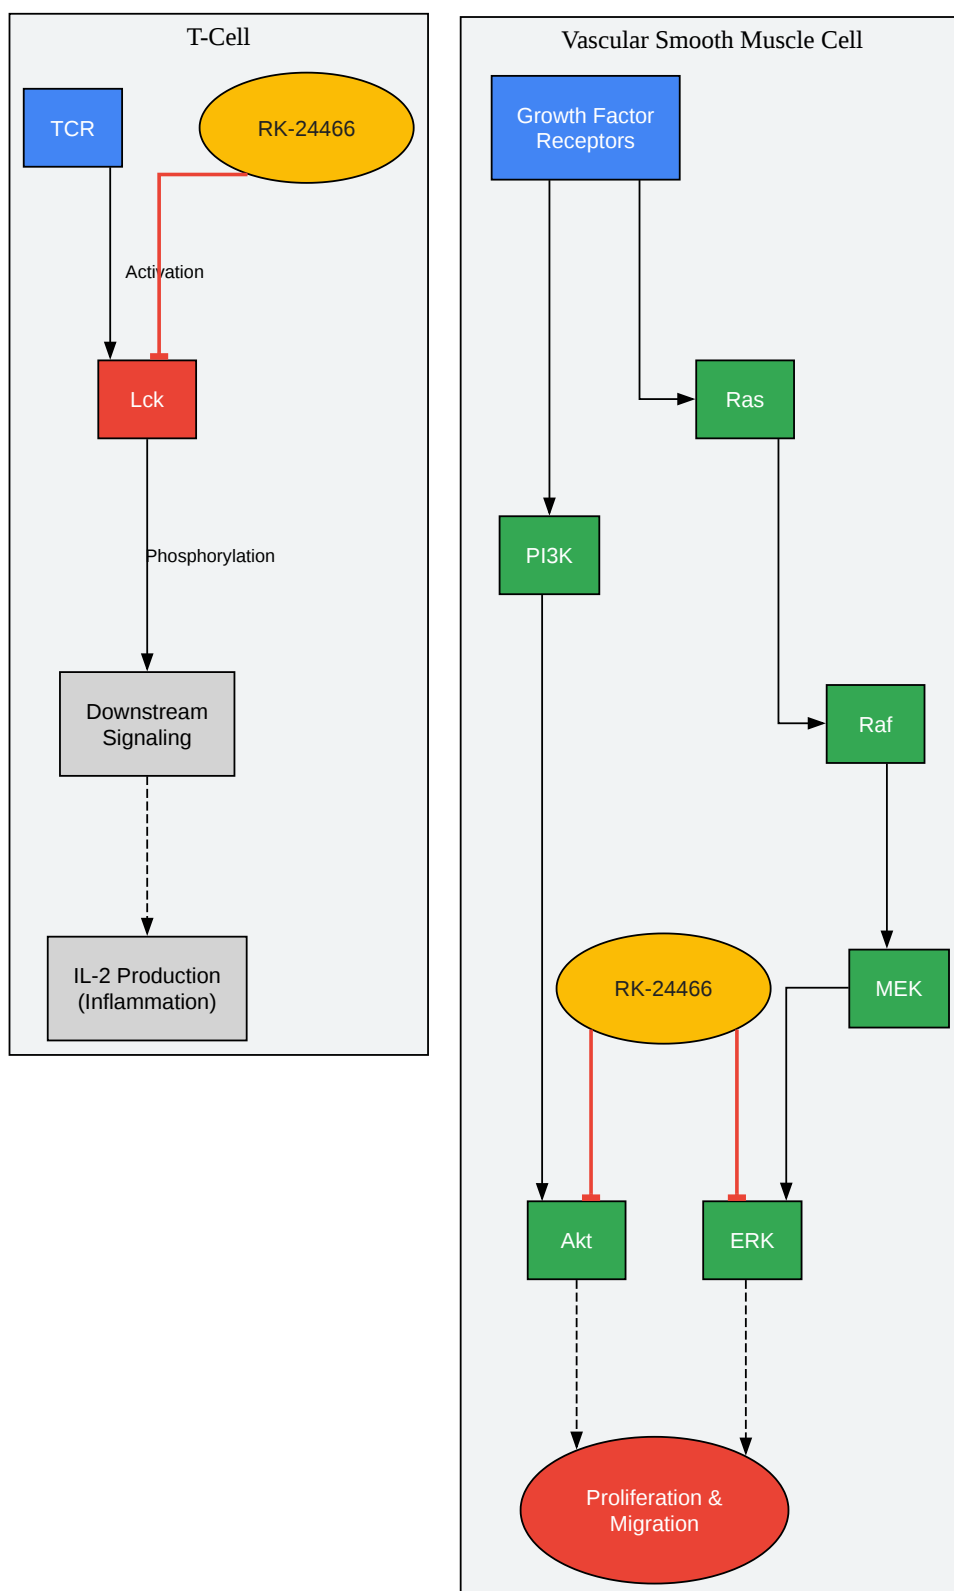 T-Cell
TCR
RK-24466
Activation
Lck
Phosphorylation
Downstream
Signaling
IL-2 Production
(Inflammation)
Vascular Smooth Muscle Cell
Growth Factor
Receptors
Ras
PI3K
Raf
RK-24466
MEK
Akt
ERK
Proliferation &
Migration